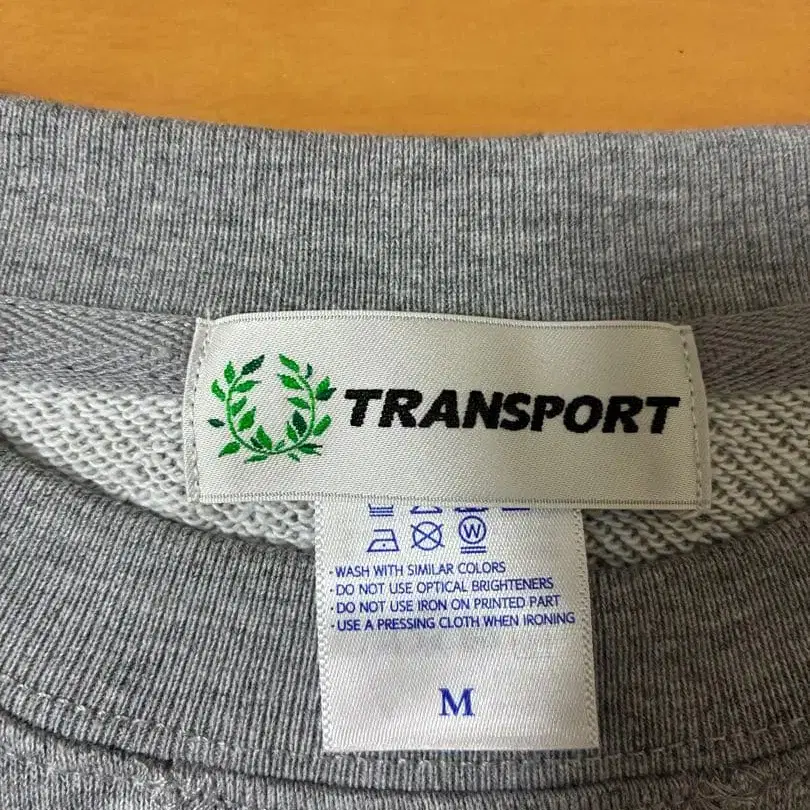 TRANSPORT
W
·WASH WITH SIMILAR COLORS
·DO NOT USE OPTICAL BRIGHTENERS
·DO NOT USE IRON ON PRINTED PART
·USE A PRESSING CLOTH WHEN IRONING
M